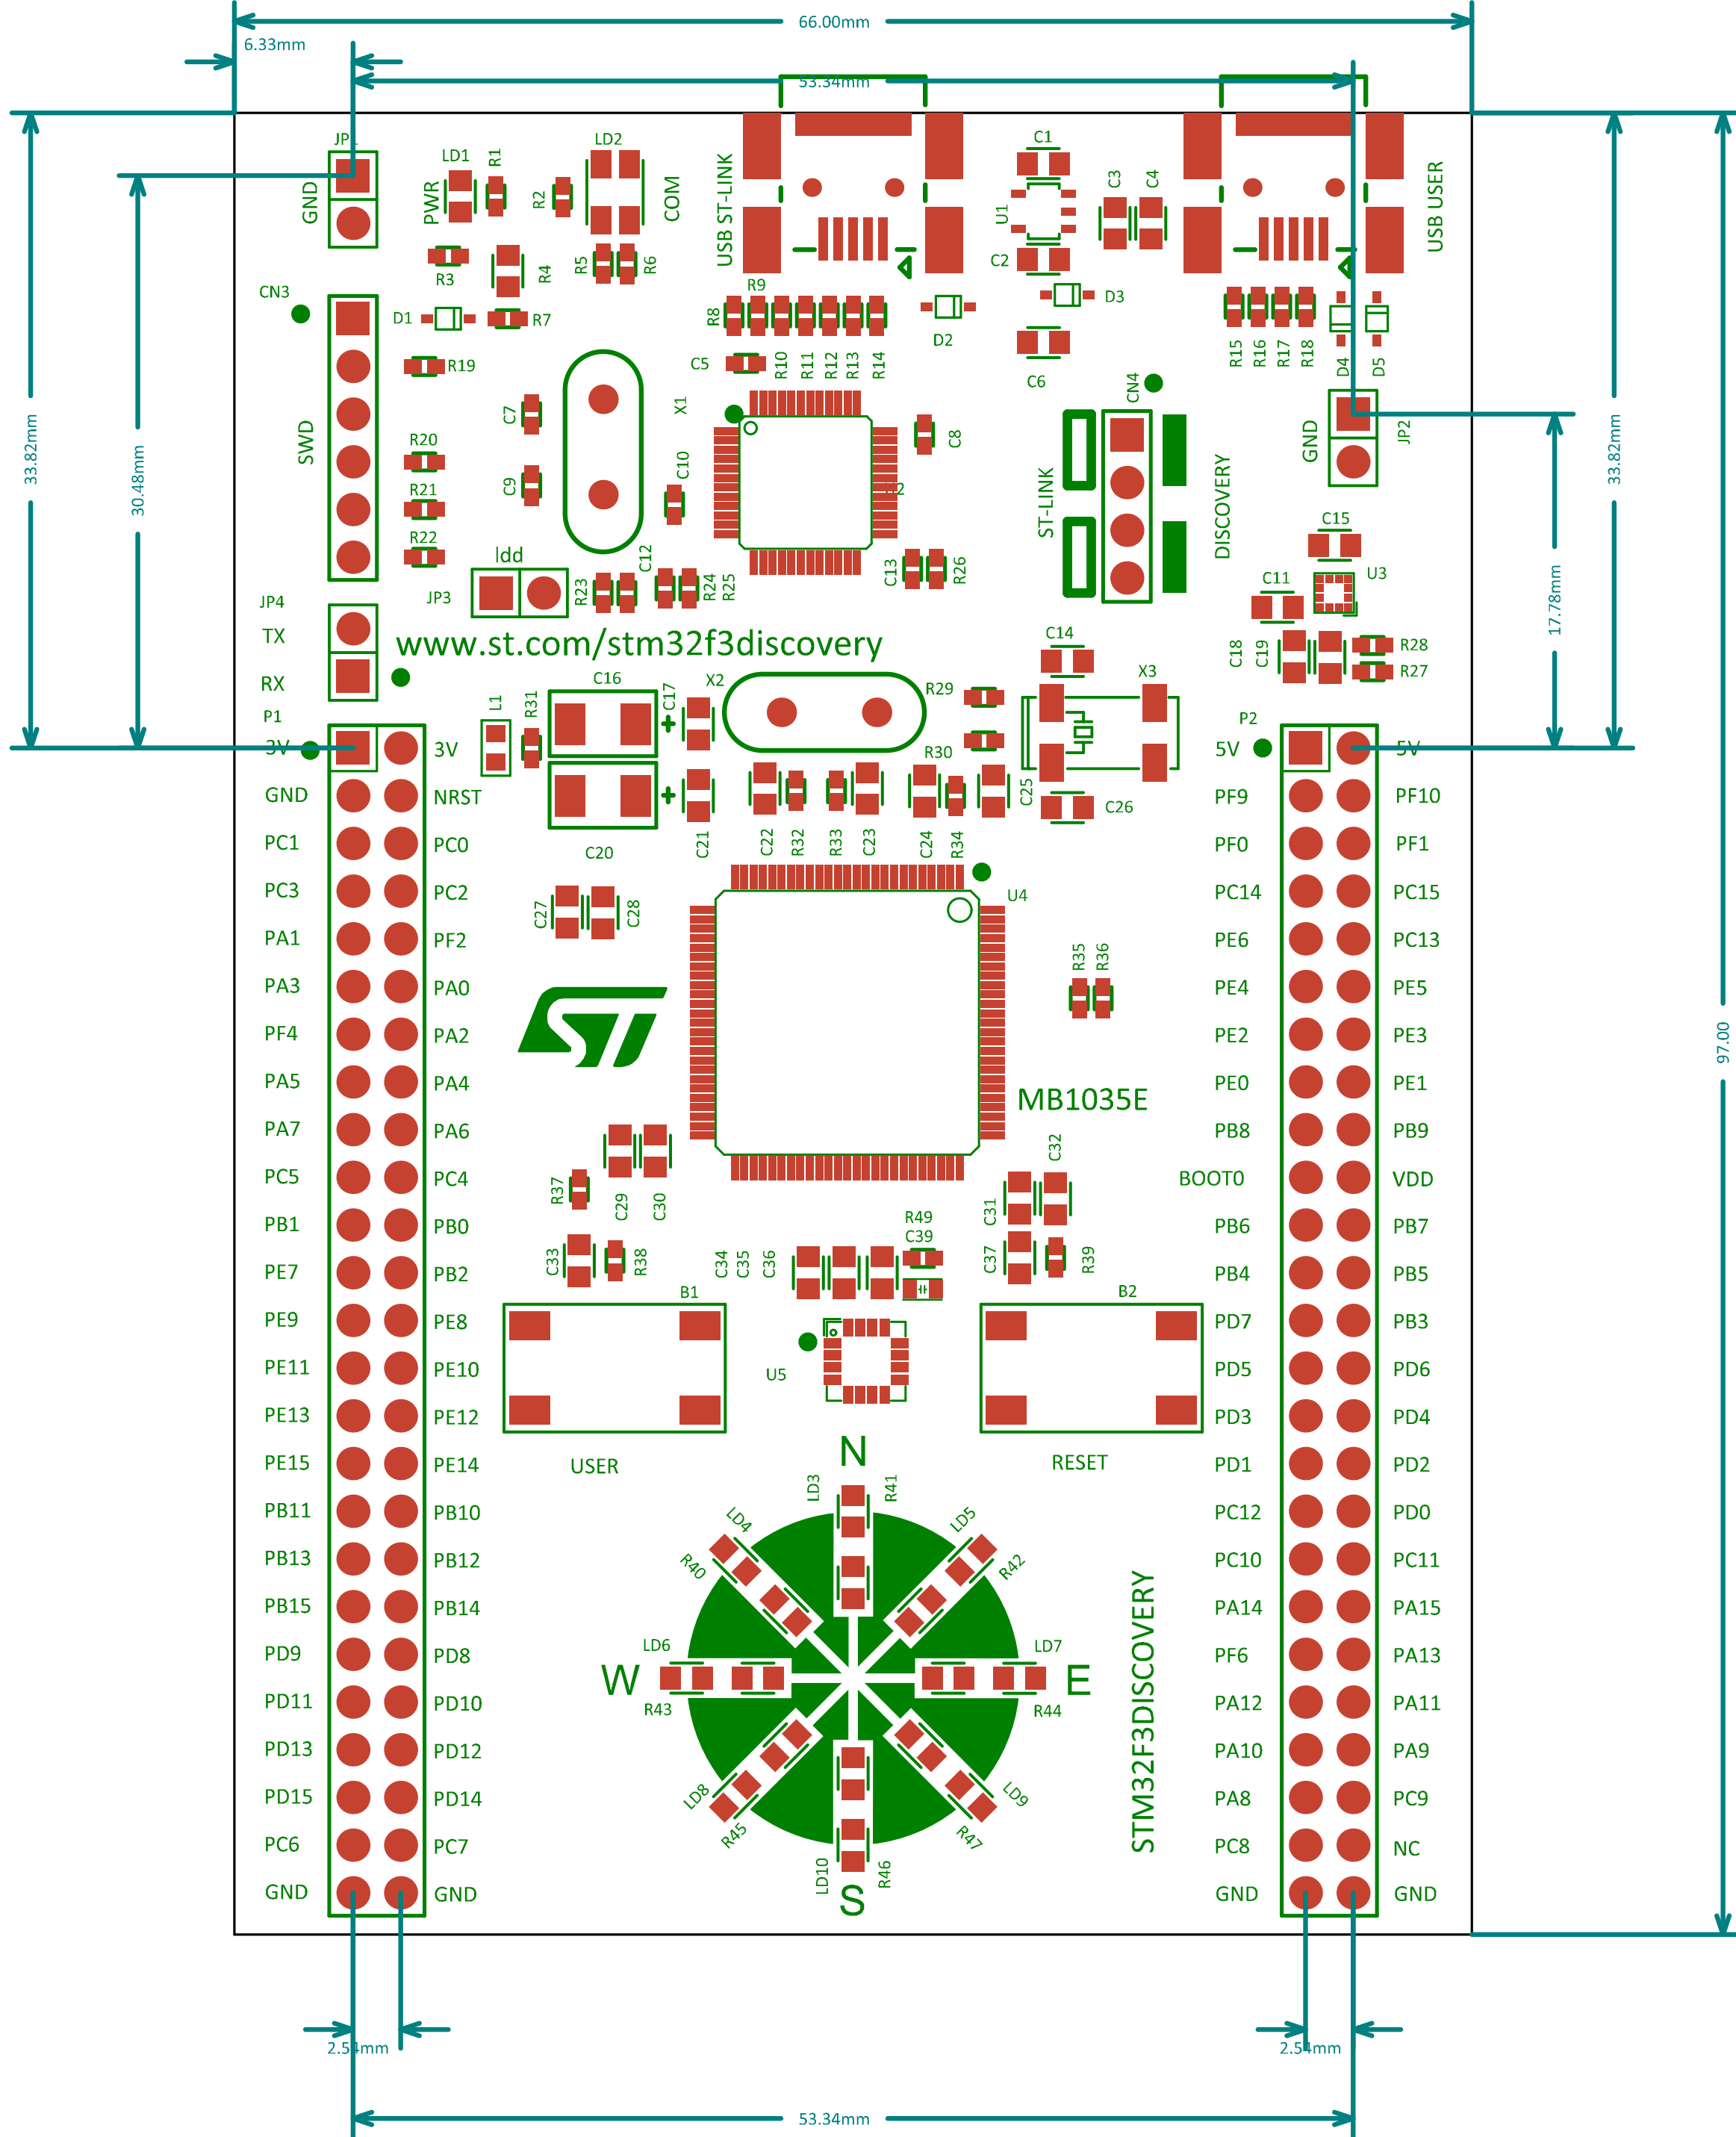 66.00mm
6.33mm
53.34mm
JP1
GND
LD1
PWR
R1
R2
LD2
COM
USB ST-LINK
C1
U1
C3
C4
USB USER
R3
R4
R5
R6
C2
CN3
D1
R7
R8
R9
D2
D3
R19
C5
R10
R11
R12
R13
R14
C6
R15
R16
R17
R18
D4
D5
CN4
33.82mm
30.48mm
SWD
C7
X1
C8
GND
JP2
33.82mm
R20
R21
R22
C9
C10
ST-LINK
DISCOVERY
C15
17.78mm
Idd
JP3
R23
C12
R24
R25
C13
R26
C11
U3
JP4
TX
RX
www.st.com/stm32f3discovery
C14
C18
C19
R28
R27
P1
L1
R31
C16
C17
X2
R29
X3
P2
3V
3V
R30
5V
5V
GND
NRST
C20
C21
C22
R32
R33
C23
C24
R34
C25
C26
PF9
PF10
PC1
PC0
PF0
PF1
PC3
PC2
C27
C28
U4
PC14
PC15
PA1
PF2
R35
R36
PE6
PC13
PA3
PA0
PE4
PE5
PF4
PA2
ST
PE2
PE3
97.00
PA5
PA4
MB1035E
PE0
PE1
PA7
PA6
C32
PB8
PB9
PC5
PC4
R37
C29
C30
C31
BOOT0
VDD
PB1
PB0
R49
C39
PB6
PB7
PE7
PB2
C33
R38
C34
C35
C36
C37
R39
PB4
PB5
PE9
PE8
B1
B2
PD7
PB3
PE11
PE10
U5
PD5
PD6
PE13
PE12
PD3
PD4
PE15
PE14
USER
N
RESET
PD1
PD2
PB11
PB10
LD3
R41
LD4
LD5
PC12
PD0
PB13
PB12
R40
R42
PC10
PC11
PB15
PB14
PA14
PA15
PD9
PD8
LD6
LD7
PF6
PA13
W
E
STM32F3DISCOVERY
PD11
PD10
R43
R44
PA12
PA11
PD13
PD12
PA10
PA9
PD15
PD14
LD8
LD9
PA8
PC9
PC6
PC7
R45
R47
LD10
R46
PC8
NC
GND
GND
S
GND
GND
2.54mm
2.54mm
53.34mm